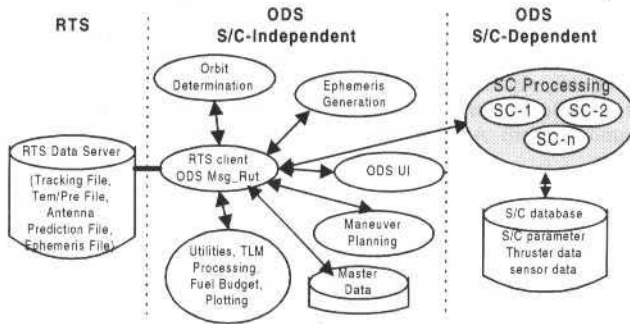 RTS
ODS
S/C-Independent
ODS
S/C-Dependent
Orbit
Determination
Ephemeris
Generation
SC Processing
SC-1
SC-2
SC-n
RTS Data Server
(Tracking File,
Tem/Pre File,
Antenna
Prediction File,
Ephemeris File)
RTS client
ODS Msg_Rut
ODS UI
Maneuver
Planning
Utilities, TLM
Processing.
Fuel Budget,
Plotting
Master
Data
S/C database
S/C parameter
Thruster data
sensor data